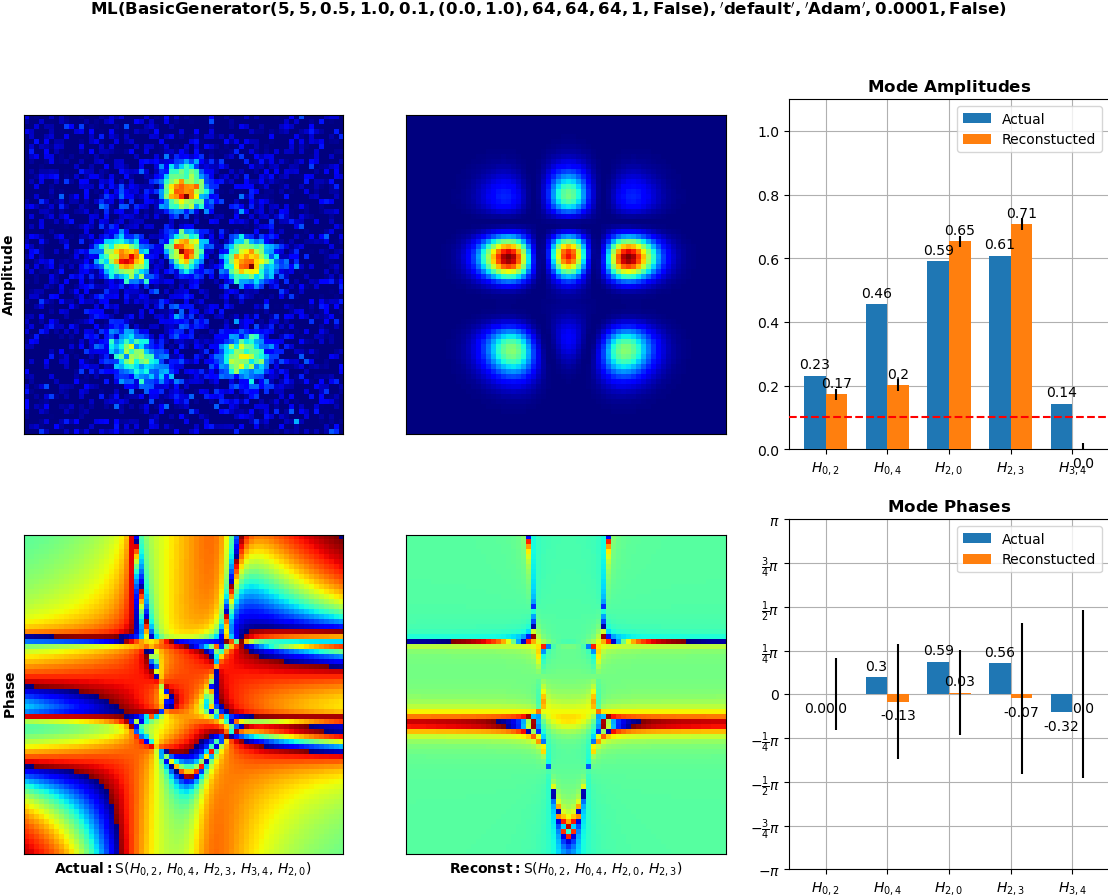 ML(BasicGenerator(5, 5, 0.5, 1.0, 0.1, (0.0, 1.0), 64, 64, 64, 1, False), 'default', 'Adam', 0.0001, False)
Amplitude
Mode Amplitudes
Actual
Reconstucted
1.0
0.8
0.6
0.4
0.2
0.0
0.23
0.17
0.46
0.2
0.59
0.65
0.61
0.71
0.14
0.0
H0,2
H0,4
H2,0
H2,3
H3,4
Phase
Actual: S(H0,2, H0,4, H2,3, H3,4, H2,0)
Reconst: S(H0,2, H0,4, H2,0, H2,3)
Mode Phases
Actual
Reconstucted
π
3/4π
1/2π
1/4π
0
−1/4π
−1/2π
−3/4π
−π
0.0
0.0
0.3
-0.13
0.59
0.03
0.56
-0.07
-0.32
0.0
H0,2
H0,4
H2,0
H2,3
H3,4